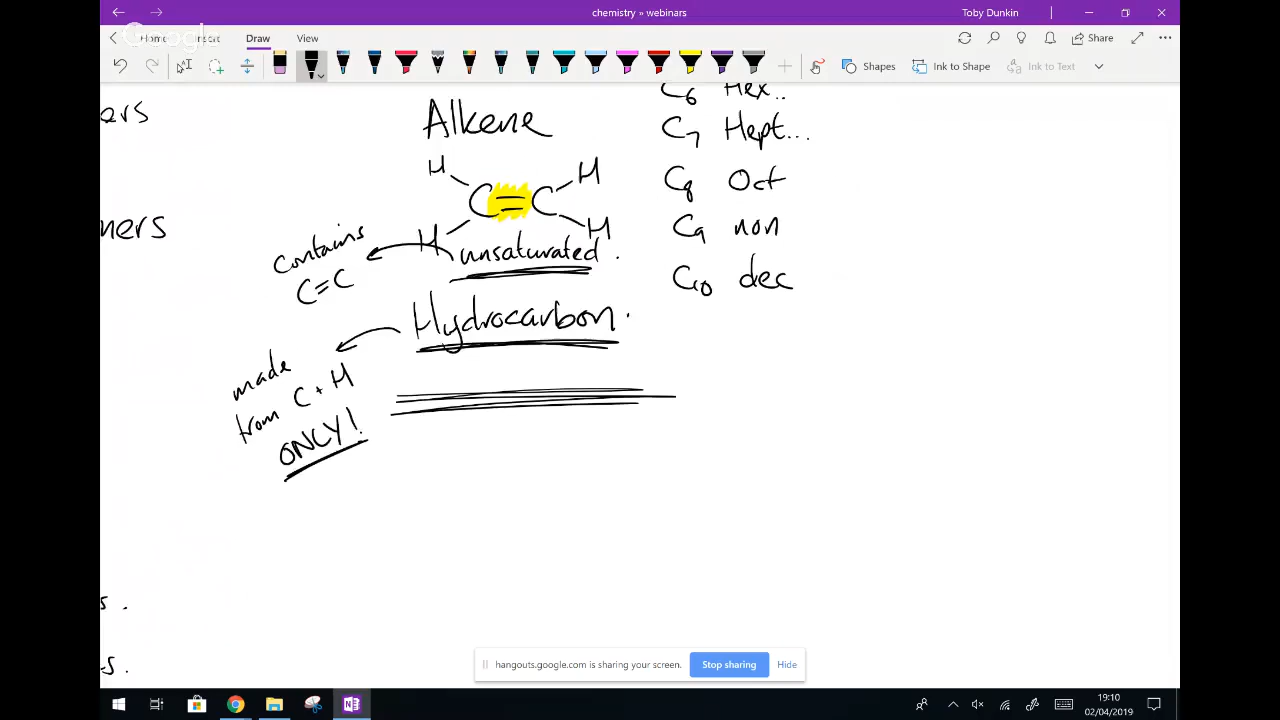 chemistry » webinars
Toby Dunkin
Google
Home
Insert
Draw
View
Share
Shapes
Ink to Shape
Ink to Text
ers
mers
Alkene
H H
C=C
H H
contains
C=C
unsaturated.
Hydrocarbon.
made
from C + H
ONLY!
C6 Hex..
C7 Hept...
C8 Oct
C9 non
C10 dec
s.
s.
hangouts.google.com is sharing your screen.
Stop sharing
Hide
19:10
02/04/2019